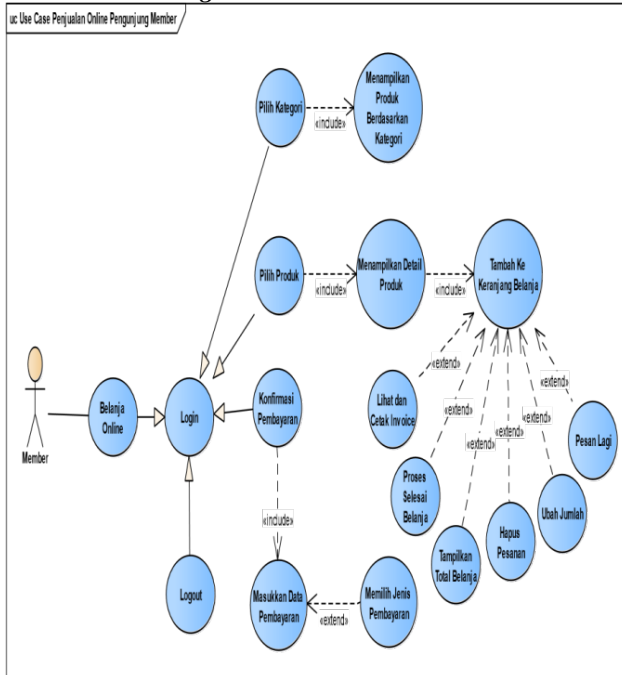 uc Use Case Penjualan Online Pengunjung Member
Pilih Kategori
«include»
Menampilkan
Produk
Berdasarkan
Kategori
Pilih Produk
«include»
Menampilkan Detail
Produk
«include»
Tambah Ke
Keranjang Belanja
Member
Belanja
Online
Login
Konfirmasi
Pembayaran
Lihat dan
Cetak Invoice
«extend»
Proses
Selesai
Belanja
«extend»
Tampilkan
Total Belanja
«extend»
Hapus
Pesanan
«extend»
Ubah Jumlah
«extend»
Pesan Lagi
«extend»
«include»
Logout
Masukkan Data
Pembayaran
«extend»
Memilih Jenis
Pembayaran